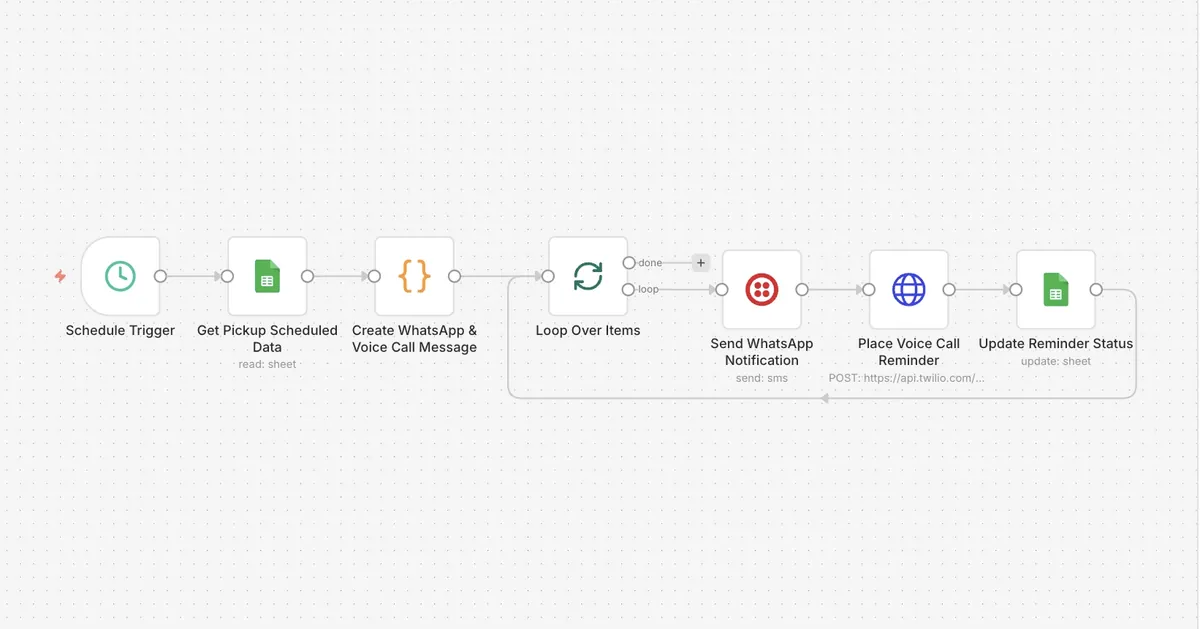 Schedule Trigger
Get Pickup Scheduled
Data
read: sheet
Create WhatsApp &
Voice Call Message
Loop Over Items
done
+
loop
Send WhatsApp
Notification
send: sms
Place Voice Call
Reminder
POST: https://api.twilio.com/...
Update Reminder Status
update: sheet